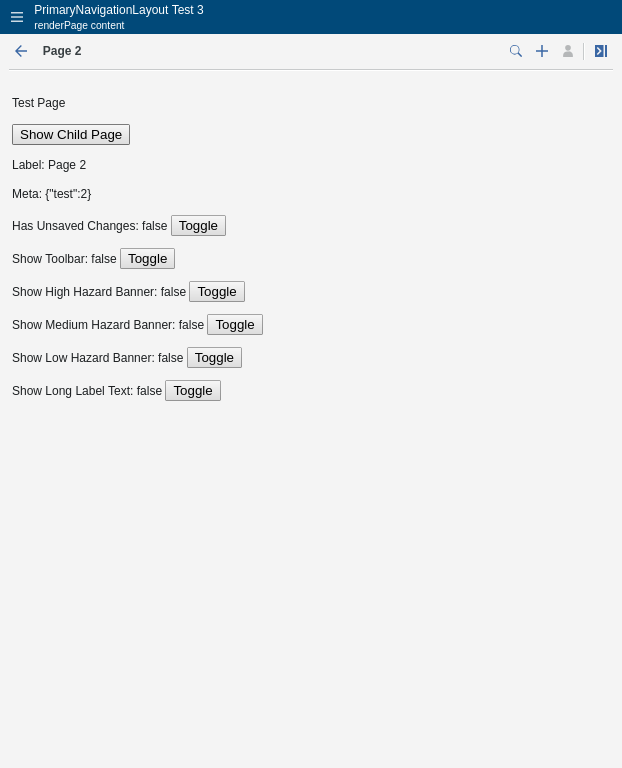 PrimaryNavigationLayout Test 3
renderPage content
Page 2
Test Page
Show Child Page
Label: Page 2
Meta: {"test":2}
Has Unsaved Changes: false Toggle
Show Toolbar: false Toggle
Show High Hazard Banner: false Toggle
Show Medium Hazard Banner: false Toggle
Show Low Hazard Banner: false Toggle
Show Long Label Text: false Toggle